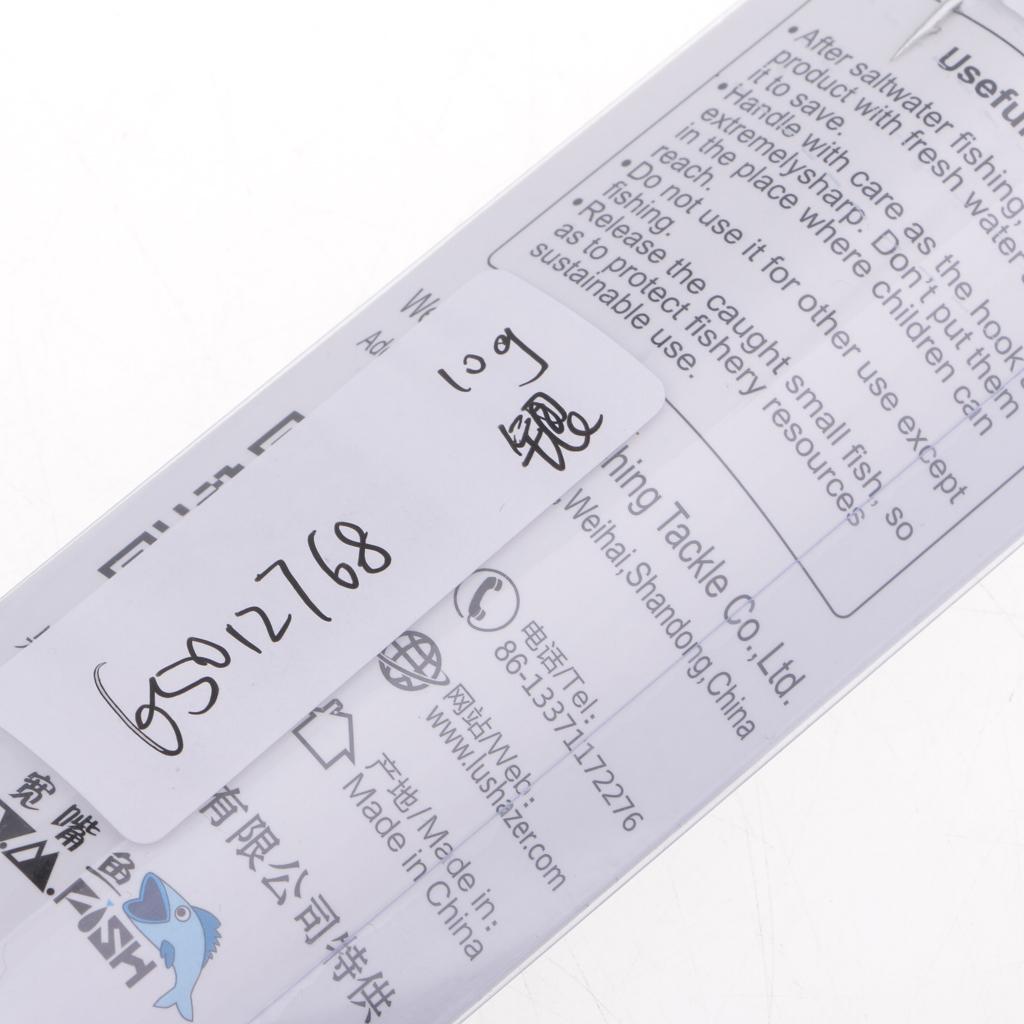 Useful
•After saltwater fishing,
product with fresh water
it to save.
•Handle with care as the hook
extremelysharp. Don't put them
in the place where children can
reach.
•Do not use it for other use except
fishing.
•Release the caught small fish, so
as to protect fishery resources
sustainable use.
We
Adi
10g
银
65012768
hing Tackle Co.,Ltd.
Weihai,Shandong,China
电话/Tel:
86-13371172276
网站/Web:
www.lushazer.com
产地/Made in:
Made in China
有限公司特供
宽嘴鱼
W.FiSH